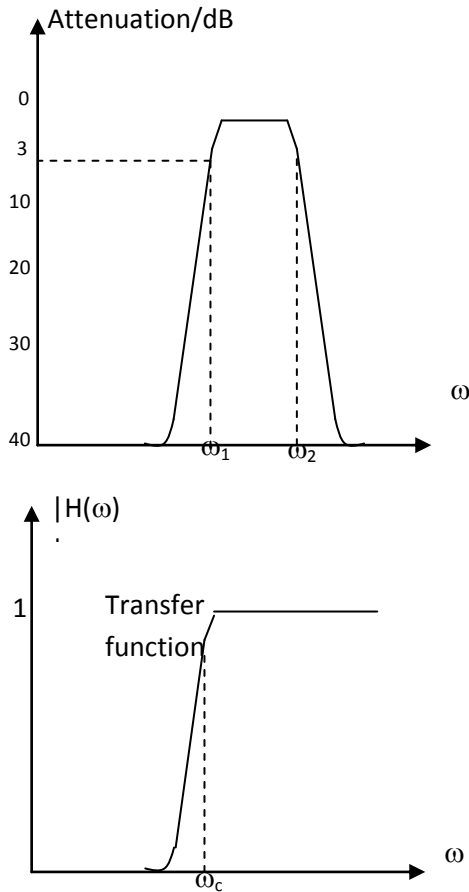 Attenuation/dB
0
3
10
20
30
40
ω₁
ω₂
ω
|H(ω)
.
1
Transfer
function
ω
ωc